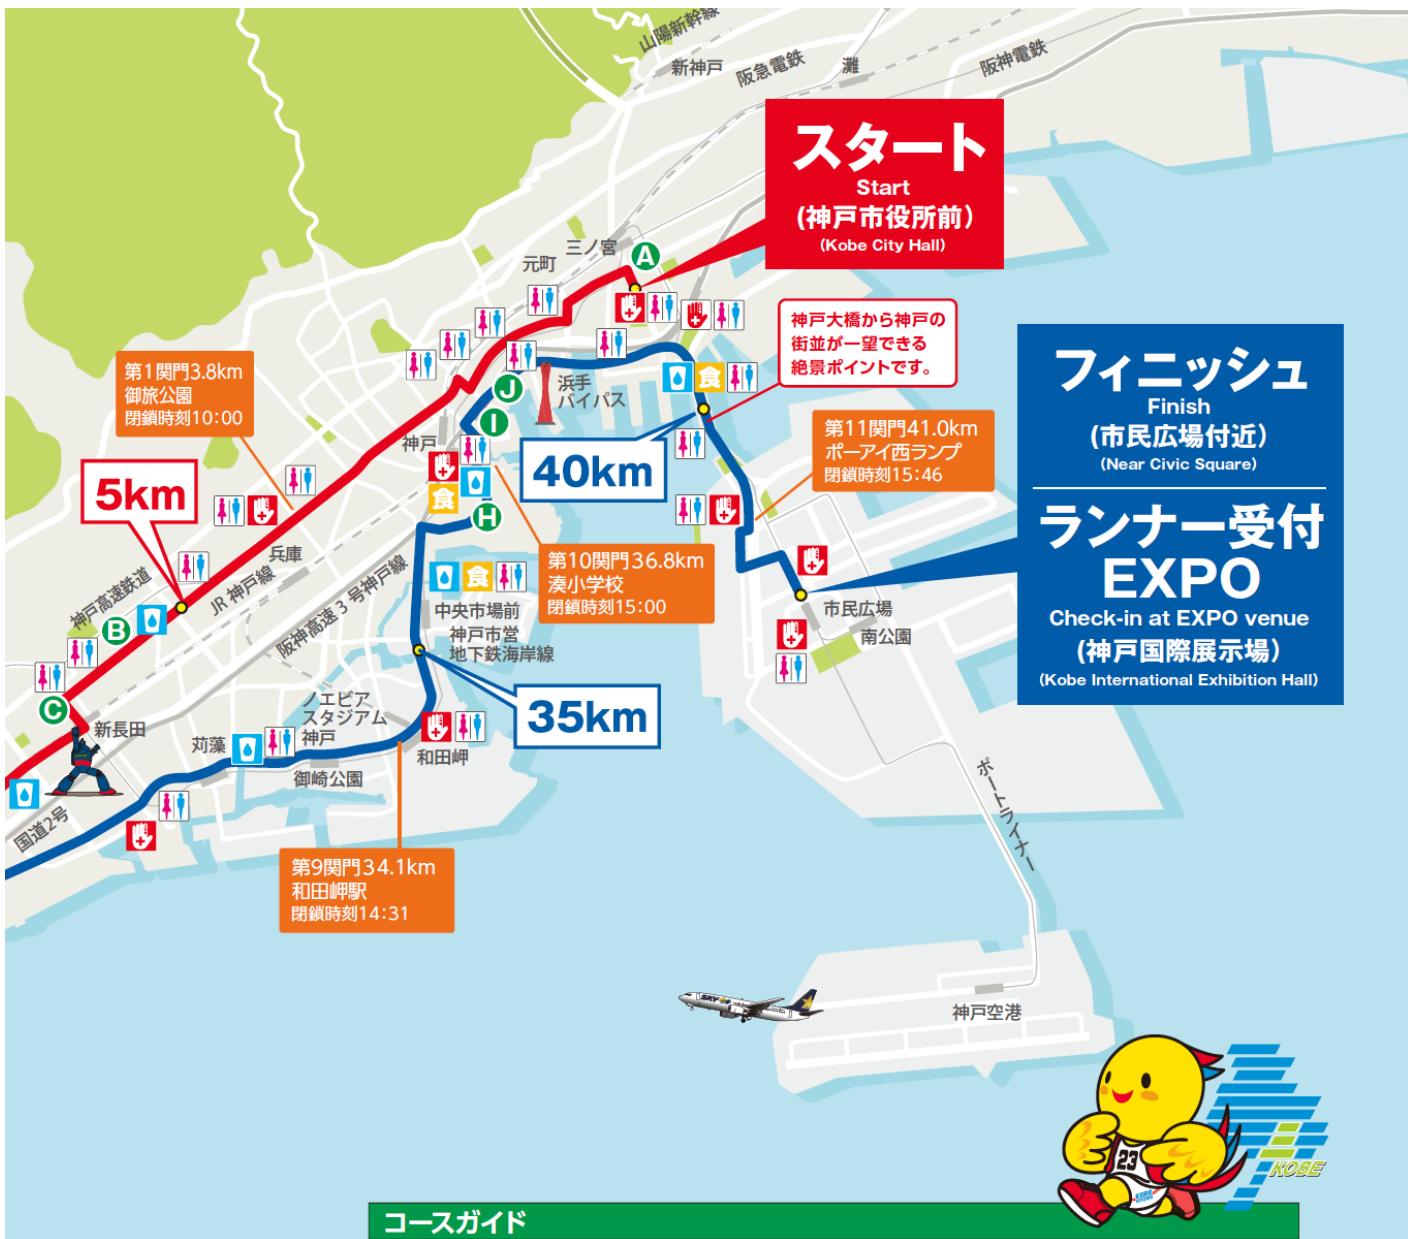 山陽新幹線
新神戸
阪急電鉄
灘
阪神電鉄
スタート
Start
(神戸市役所前)
(Kobe City Hall)
三ノ宮
A
元町
神戸大橋から神戸の
街並が一望できる
絶景ポイントです。
フィニッシュ
Finish
(市民広場付近)
(Near Civic Square)
ランナー受付
EXPO
Check-in at EXPO venue
(神戸国際展示場)
(Kobe International Exhibition Hall)
第1関門3.8km
御旅公園
閉鎖時刻10:00
J
浜手
バイパス
食
I
神戸
第11関門41.0km
ポーアイ西ランプ
閉鎖時刻15:46
40km
5km
食
H
兵庫
第10関門36.8km
湊小学校
閉鎖時刻15:00
神戸高速鉄道
JR神戸線
阪神高速3号神戸線
食
中央市場前
神戸市営
地下鉄海岸線
市民広場
南公園
B
C
新長田
ノエビア
スタジアム
神戸
35km
苅藻
御崎公園
和田岬
国道2号
ポートライナー
第9関門34.1km
和田岬駅
閉鎖時刻14:31
SKY
神戸空港
23
KOBE
KOBE
コースガイド